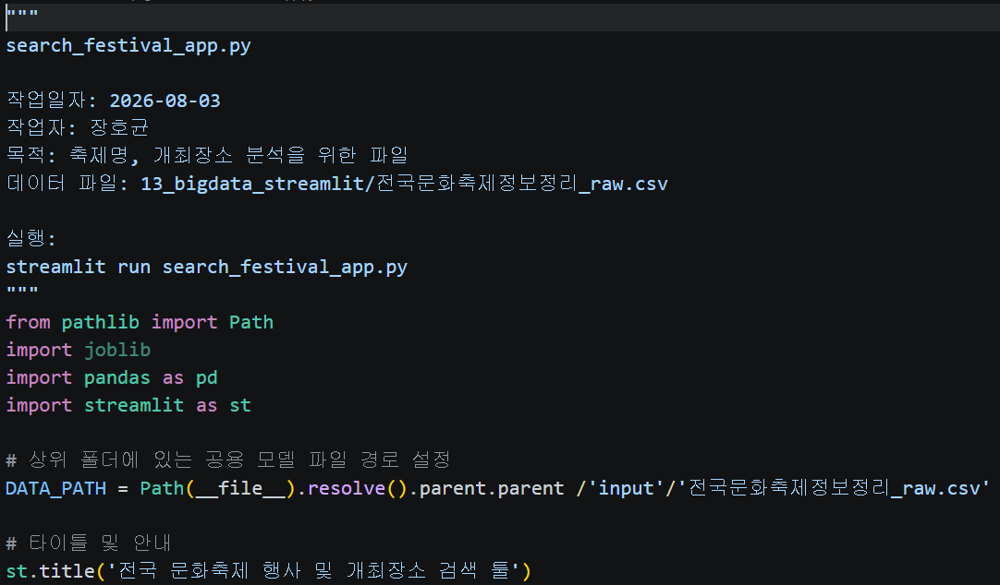 """
search_festival_app.py
작업일자: 2026-08-03
작업자: 장호균
목적: 축제명, 개최장소 분석을 위한 파일
데이터 파일: 13_bigdata_streamlit/전국문화축제정보정리_raw.csv
실행:
streamlit run search_festival_app.py
"""
from pathlib import Path
import joblib
import pandas as pd
import streamlit as st
# 상위 폴더에 있는 공용 모델 파일 경로 설정
DATA_PATH = Path(__file__).resolve().parent.parent /'input'/'전국문화축제정보정리_raw.csv'
# 타이틀 및 안내
st.title('전국 문화축제 행사 및 개최장소 검색 툴')